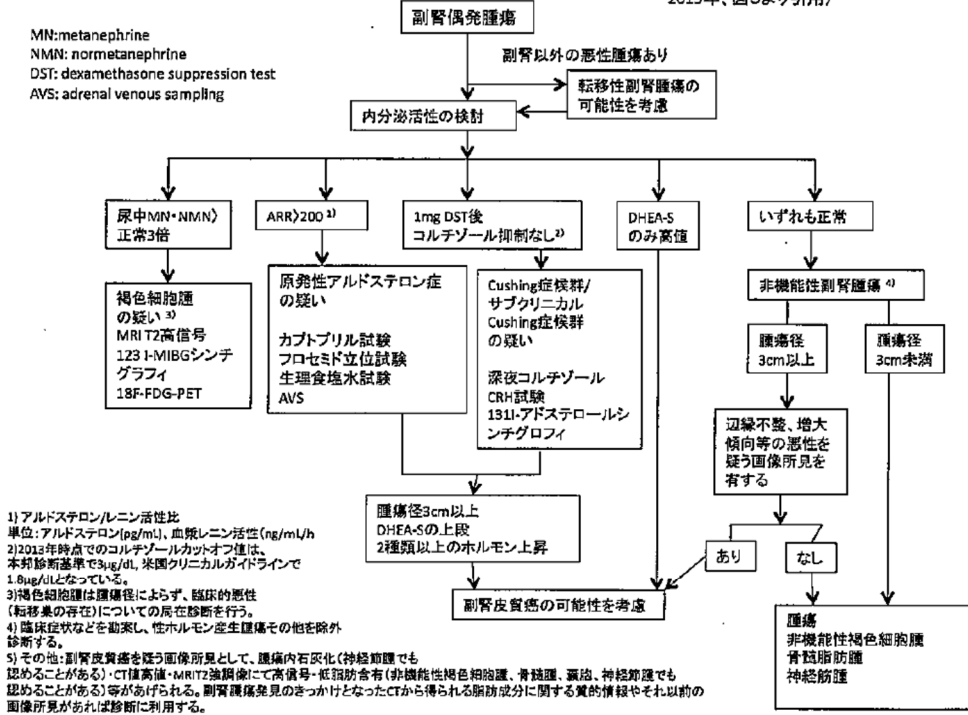 2013年、図3より引用）
副腎偶発腫瘍
MN:metanephrine
NMN: normetanephrine
DST: dexamethasone suppression test
AVS: adrenal venous sampling
副腎以外の悪性腫瘍あり
転移性副腎腫瘍の
可能性を考慮
内分泌活性の検討
尿中MN・NMN〉
正常3倍
ARR〉200 1)
1mg DST後
コルチゾール抑制なし2)
DHEA-S
のみ高値
いずれも正常
褐色細胞腫
の疑い 3)
MRI T2高信号
123 I-MIBGシンチ
グラフィ
18F-FDG-PET
原発性アルドステロン症
の疑い
カプトプリル試験
フロセミド立位試験
生理食塩水試験
AVS
Cushing症候群/
サブクリニカル
Cushing症候群
の疑い
深夜コルチゾール
CRH試験
131I-アドステロールシ
ンチグロフィ
非機能性副腎腫瘍 4)
腫瘍径
3cm以上
腫瘍径
3cm未満
辺縁不整、増大
傾向等の悪性を
疑う画像所見を
有する
腫瘍径3cm以上
DHEA-Sの上段
2種類以上のホルモン上昇
あり
なし
副腎皮質癌の可能性を考慮
腫瘍
非機能性褐色細胞腫
骨髄脂肪腫
神経筋腫
1) アルドステロン/レニン活性比
単位：アルドステロン(pg/mL)、血漿レニン活性(ng/mL/h
2)2013年時点でのコルチゾールカットオフ値は、
本邦診断基準で3μg/dL, 米国クリニカルガイドラインで
1.8μg/dLとなっている。
3)褐色細胞腫は腫瘍径によらず、臨床的悪性
（転移巣の存在）についての局在診断を行う。
4) 臨床症状などを勘案し、性ホルモン産生腫瘍その他を除外
診断する。
5) その他：副腎皮質癌を疑う画像所見として、腫瘍内石灰化（神経節腫でも
認めることがある）・CT値高値・MRIT2強調像にて高信号・低脂肪含有（非機能性褐色細胞腫、骨髄腫、嚢胞、神経節腫でも
認めることがある）等があげられる。副腎腫瘍発見のきっかけとなったCTから得られる脂肪成分に関する質的情報やそれ以前の
画像所見があれば診断に利用する。